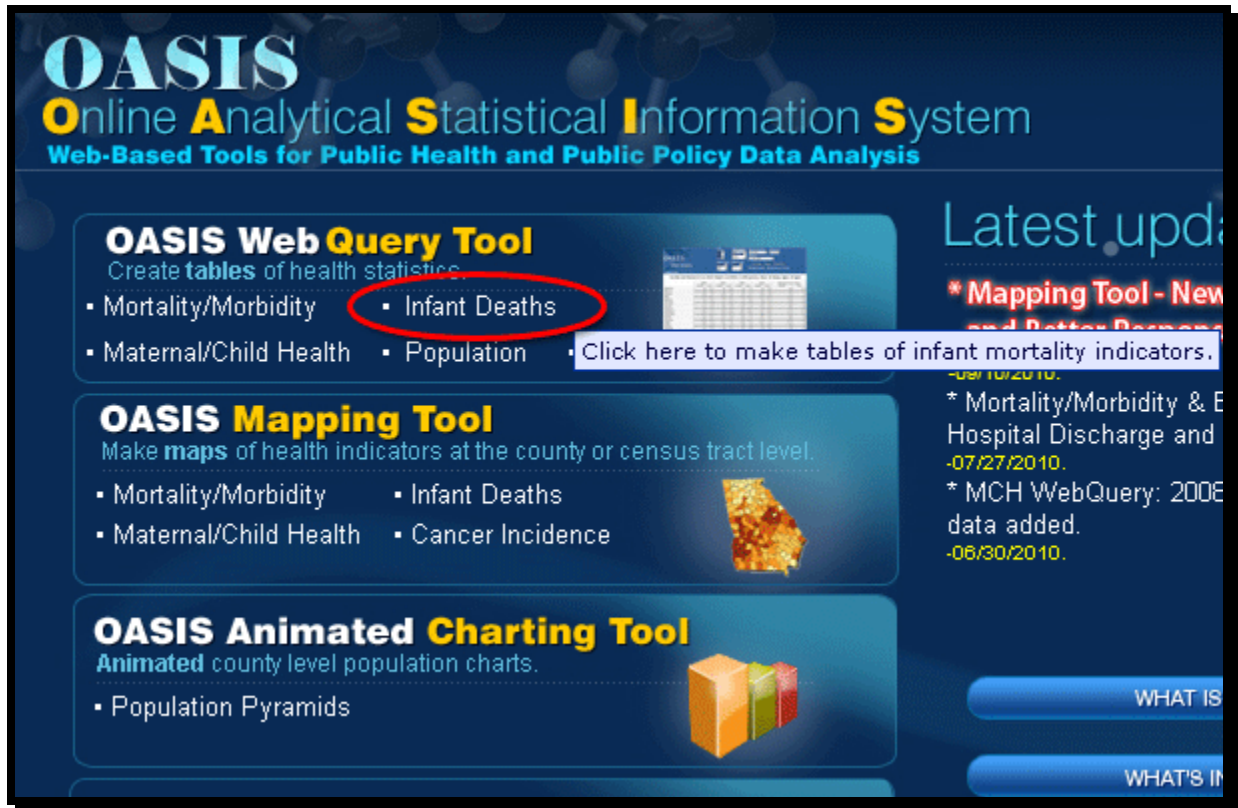 OASIS
Online Analytical Statistical Information System
Web-Based Tools for Public Health and Public Policy Data Analysis
OASIS Web Query Tool
Create tables of health statistics.
▪ Mortality/Morbidity ▪ Infant Deaths
▪ Maternal/Child Health ▪ Population
Click here to make tables of infant mortality indicators.
OASIS Mapping Tool
Make maps of health indicators at the county or census tract level.
▪ Mortality/Morbidity ▪ Infant Deaths
▪ Maternal/Child Health ▪ Cancer Incidence
OASIS Animated Charting Tool
Animated county level population charts.
▪ Population Pyramids
Latest upda
* Mapping Tool - New
and Better Respons
-09/10/2010.
* Mortality/Morbidity & E
Hospital Discharge and
-07/27/2010.
* MCH WebQuery: 2008
data added.
-06/30/2010.
WHAT IS
WHAT'S IN